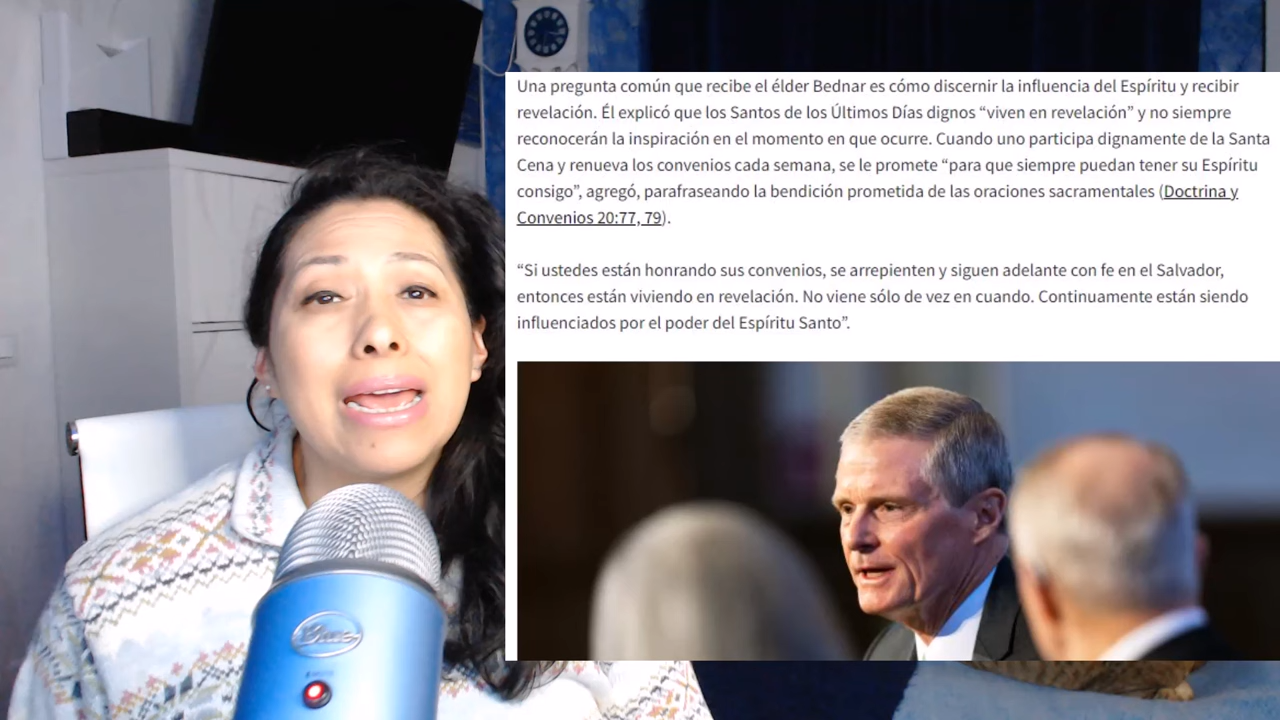 Una pregunta común que recibe el élder Bednar es cómo discernir la influencia del Espíritu y recibir
revelación. Él explicó que los Santos de los Últimos Días dignos “viven en revelación” y no siempre
reconocerán la inspiración en el momento en que ocurre. Cuando uno participa dignamente de la Santa
Cena y renueva los convenios cada semana, se le promete “para que siempre puedan tener su Espíritu
consigo”, agregó, parafraseando la bendición prometida de las oraciones sacramentales (Doctrina y
Convenios 20:77, 79).
“Si ustedes están honrando sus convenios, se arrepienten y siguen adelante con fe en el Salvador,
entonces están viviendo en revelación. No viene sólo de vez en cuando. Continuamente están siendo
influenciados por el poder del Espíritu Santo”.
Blue